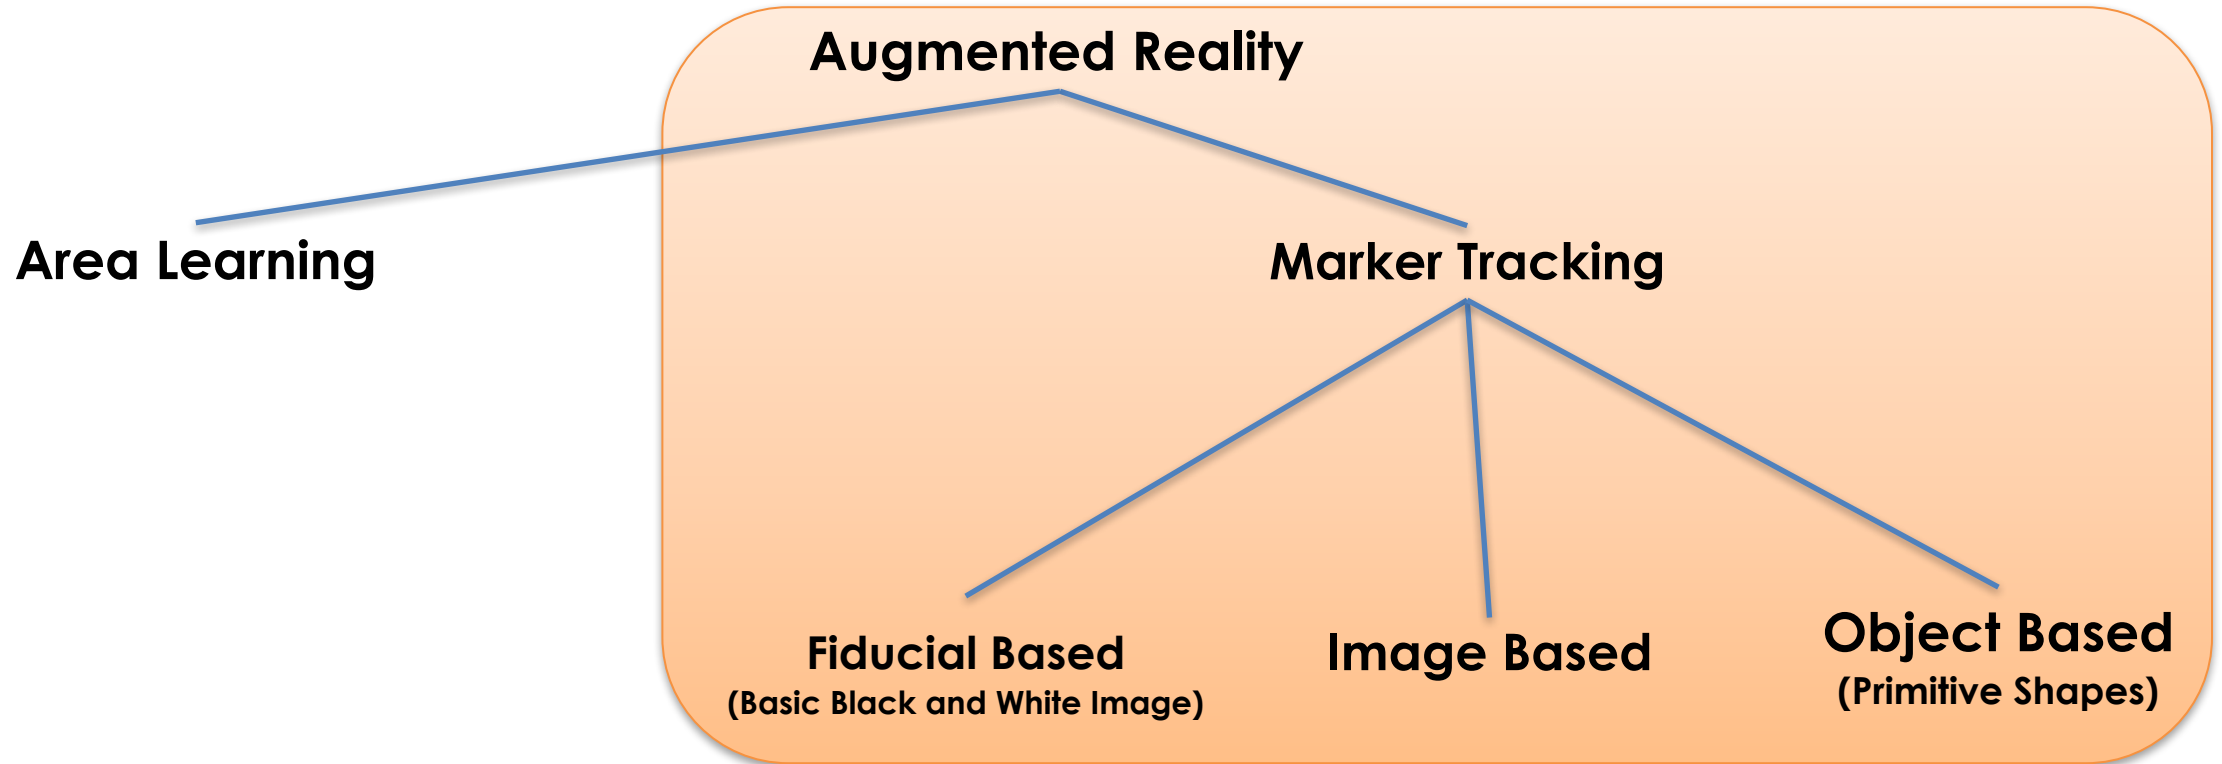 Augmented Reality
Area Learning
Marker Tracking
Fiducial Based
(Basic Black and White Image)
Image Based
Object Based
(Primitive Shapes)